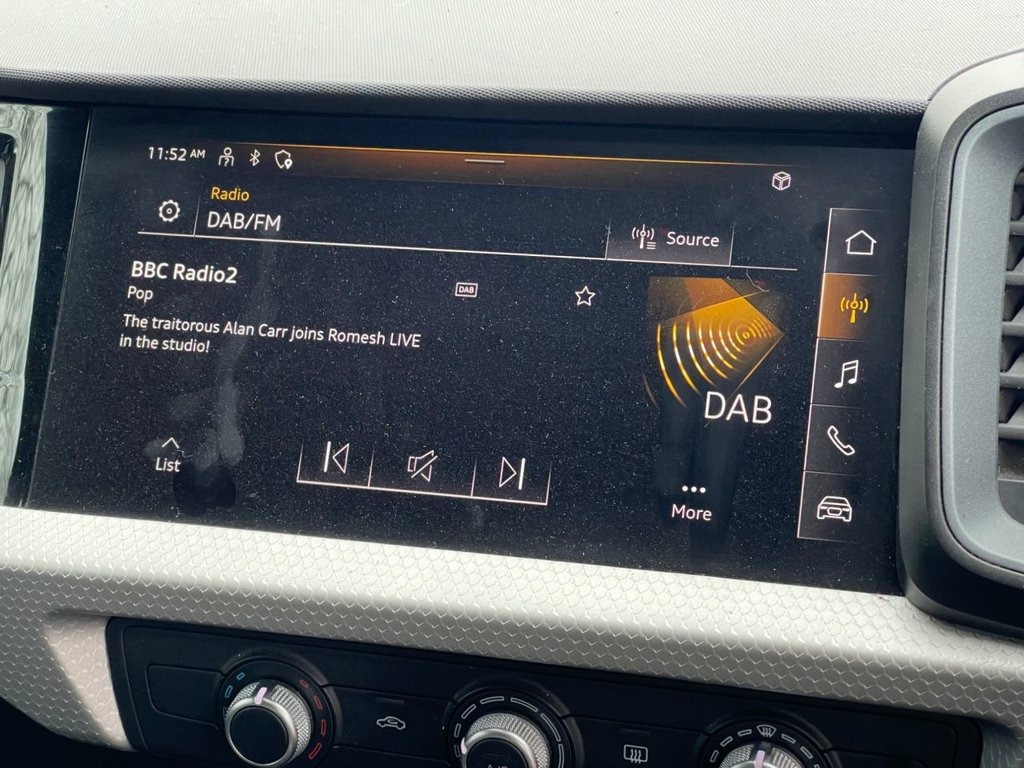 11:52 AM
Radio
DAB/FM
Source
BBC Radio2
Pop
DAB
The traitorous Alan Carr joins Romesh LIVE
in the studio!
DAB
List
More